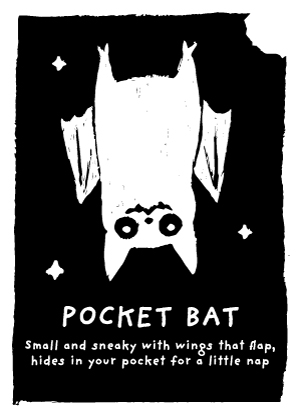 POCKET BAT
Small and sneaky with wings that flap,
hides in your pocket for a little nap